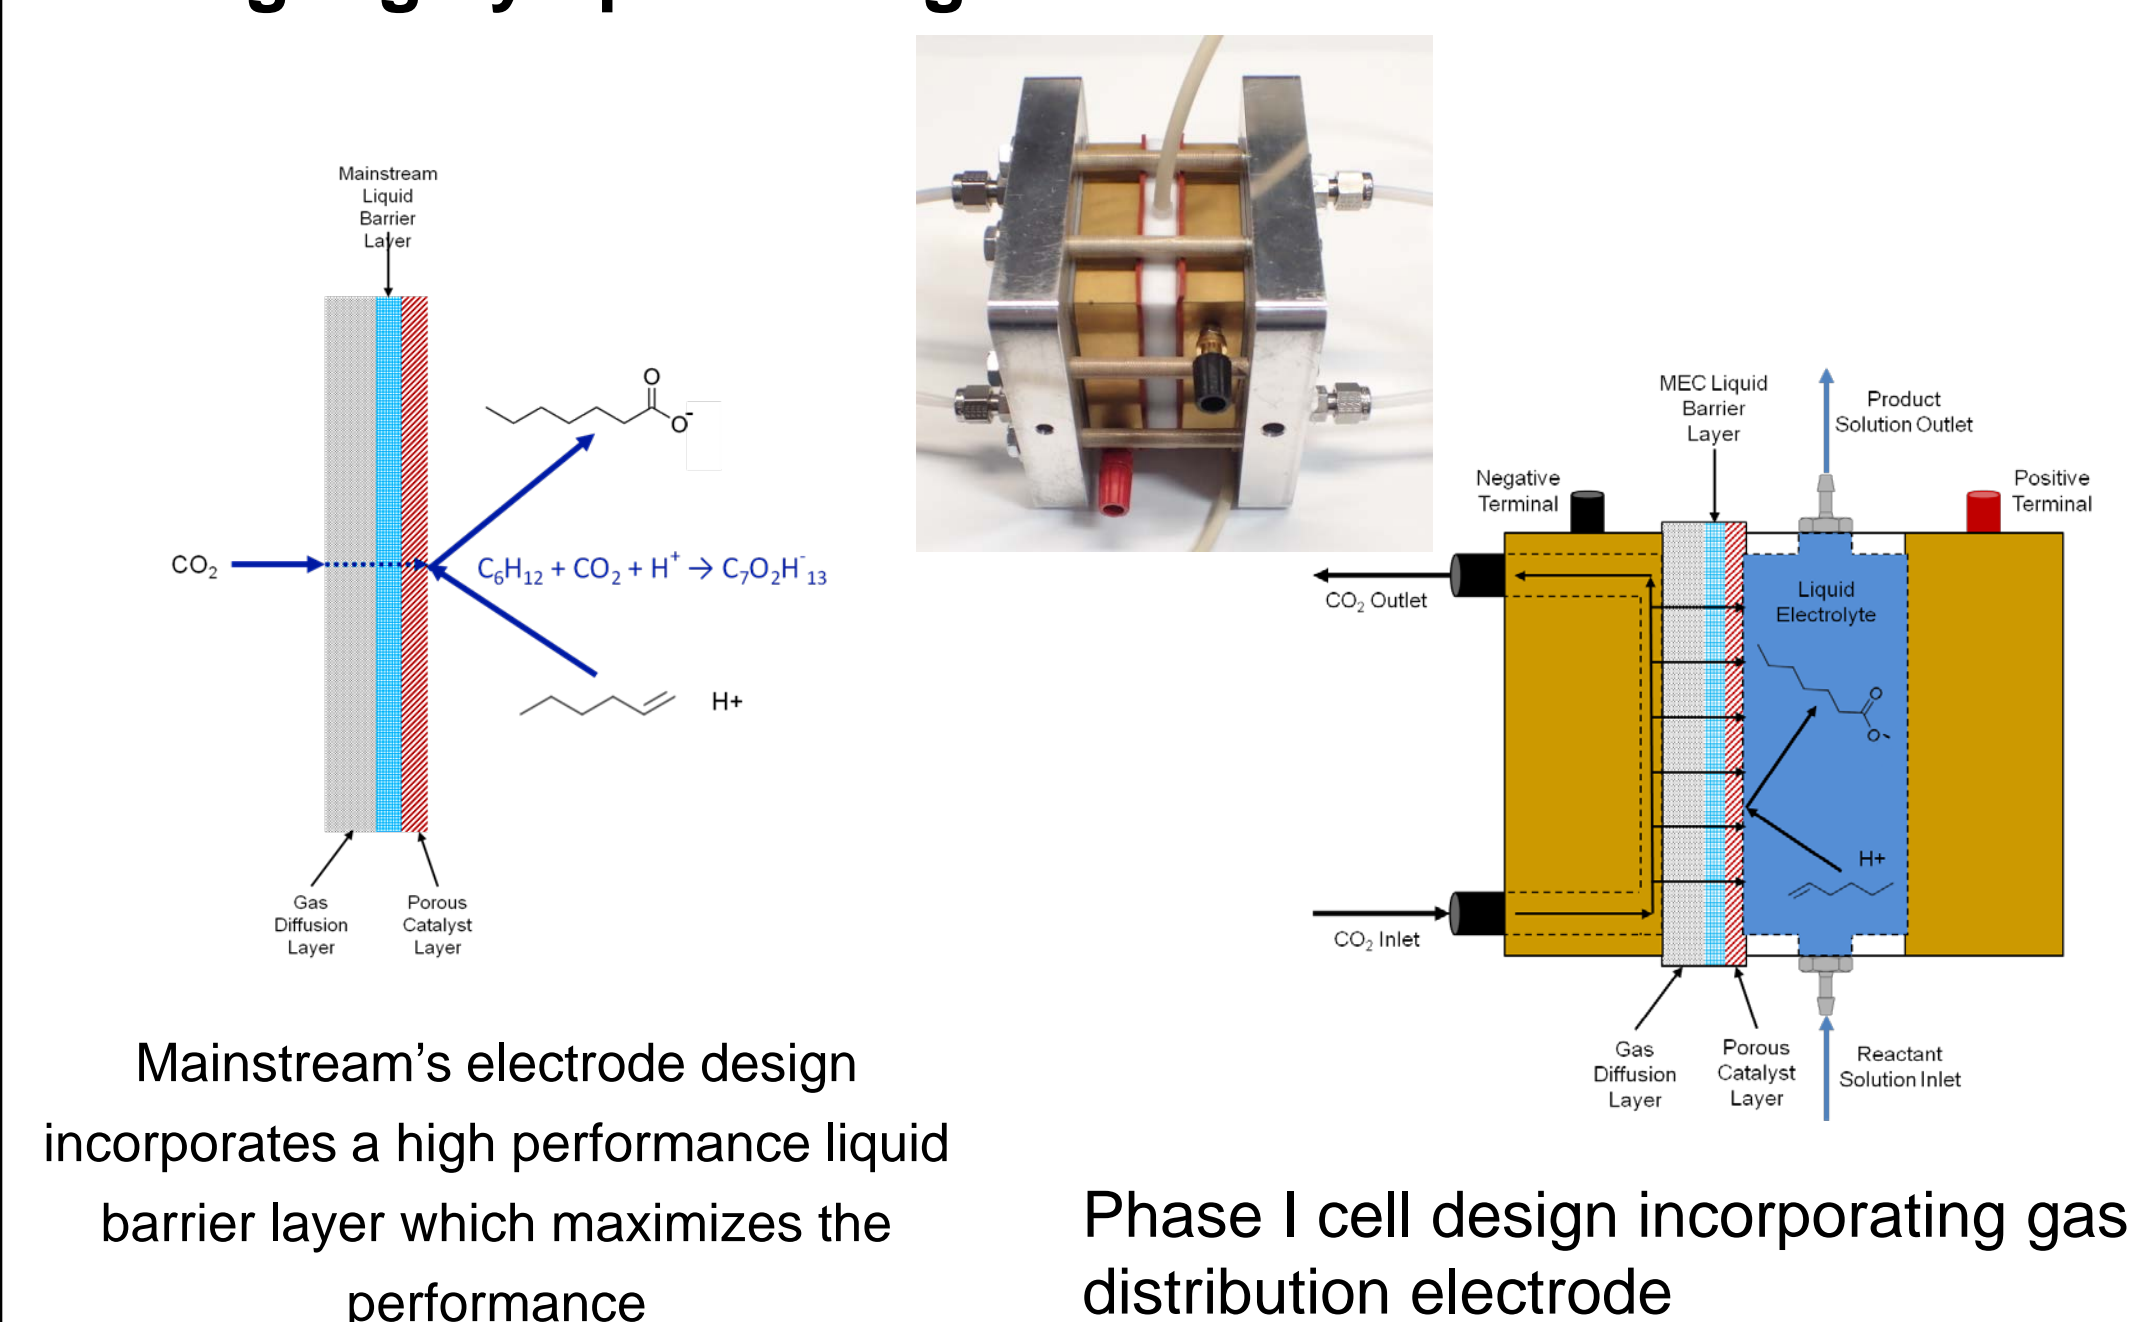 Mainstream
Liquid
Barrier
Layer
O
O-
CO2
C6H12 + CO2 + H+ → C7O2H-13
H+
Gas
Diffusion
Layer
Porous
Catalyst
Layer
Mainstream's electrode design
incorporates a high performance liquid
barrier layer which maximizes the
performance
MEC Liquid
Barrier
Layer
Product
Solution Outlet
Negative
Terminal
Positive
Terminal
CO2 Outlet
Liquid
Electrolyte
O
O-
H+
CO2 Inlet
Gas
Diffusion
Layer
Porous
Catalyst
Layer
Reactant
Solution Inlet
Phase I cell design incorporating gas
distribution electrode